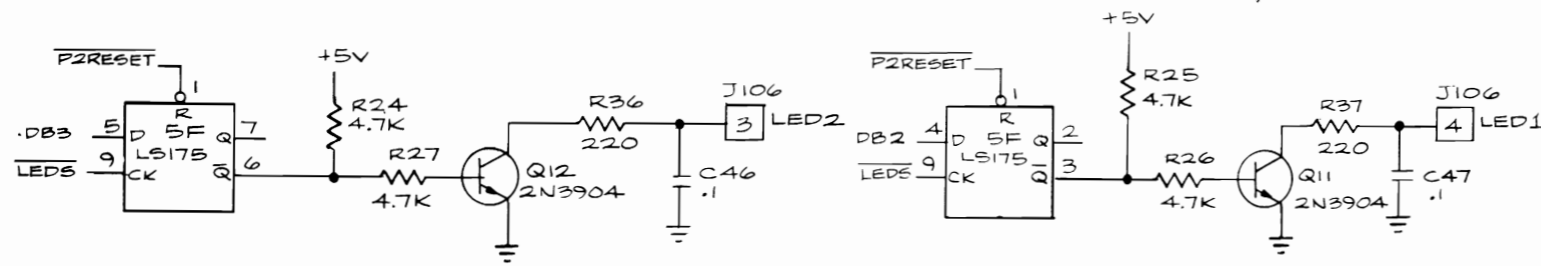 P2RESET
1
R
5F
LS175
.DB3
5
D
Q
7
LEDS
9
CK
Q
6
+5V
R24
4.7K
R27
4.7K
Q12
2N3904
R36
220
J106
3
LED2
C46
.1
P2RESET
1
R
5F
LS175
DB2
4
D
Q
2
LEDS
9
CK
Q
3
+5V
R25
4.7K
R26
4.7K
Q11
2N3904
R37
220
J106
4
LED1
C47
.1